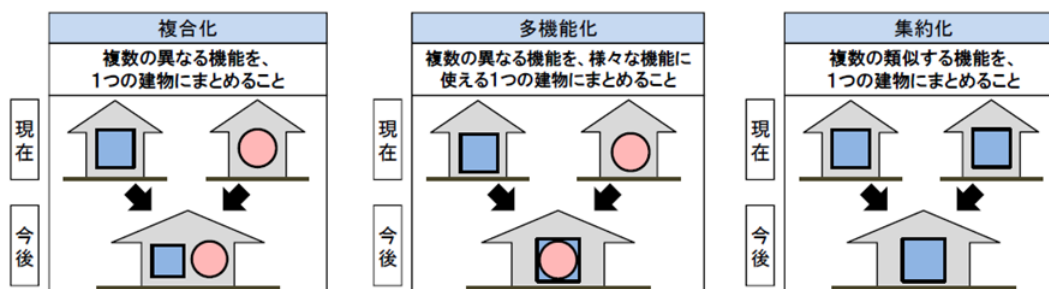 複合化
複数の異なる機能を、
1つの建物にまとめること
現在
今後
多機能化
複数の異なる機能を、様々な機能に
使える1つの建物にまとめること
現在
今後
集約化
複数の類似する機能を、
1つの建物にまとめること
現在
今後